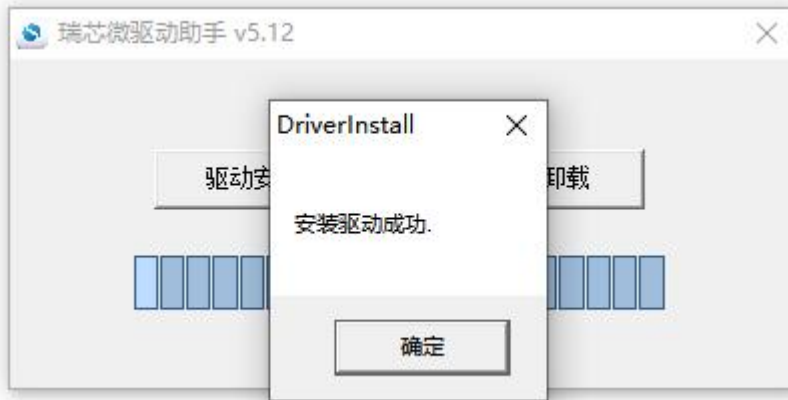 瑞芯微驱动助手 v5.12
DriverInstall
驱动安
卸载
安装驱动成功.
确定